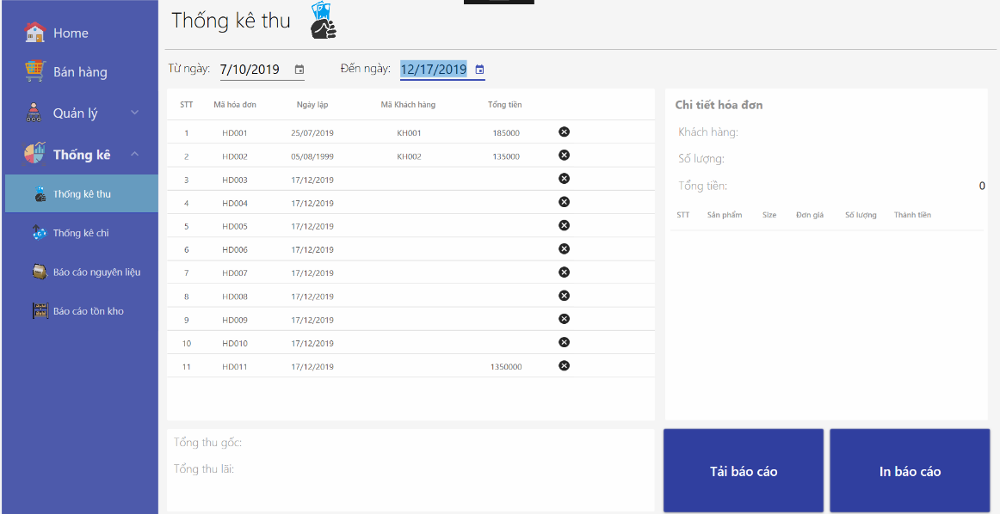 Thống kê thu
Home
Bán hàng
Quản lý
Thống kê
Thống kê thu
Thống kê chi
Báo cáo nguyên liệu
Báo cáo tồn kho
Từ ngày: 7/10/2019 Đến ngày: 12/17/2019
STT Mã hóa đơn Ngày lập Mã Khách hàng Tổng tiền
1 HD001 25/07/2019 KH001 185000
2 HD002 05/08/1999 KH002 135000
3 HD003 17/12/2019
4 HD004 17/12/2019
5 HD005 17/12/2019
6 HD006 17/12/2019
7 HD007 17/12/2019
8 HD008 17/12/2019
9 HD009 17/12/2019
10 HD010 17/12/2019
11 HD011 17/12/2019 1350000
Chi tiết hóa đơn
Khách hàng:
Số lượng:
Tổng tiền: 0
STT Sản phẩm Size Đơn giá Số lượng Thành tiền
Tổng thu gốc:
Tổng thu lãi:
Tải báo cáo
In báo cáo